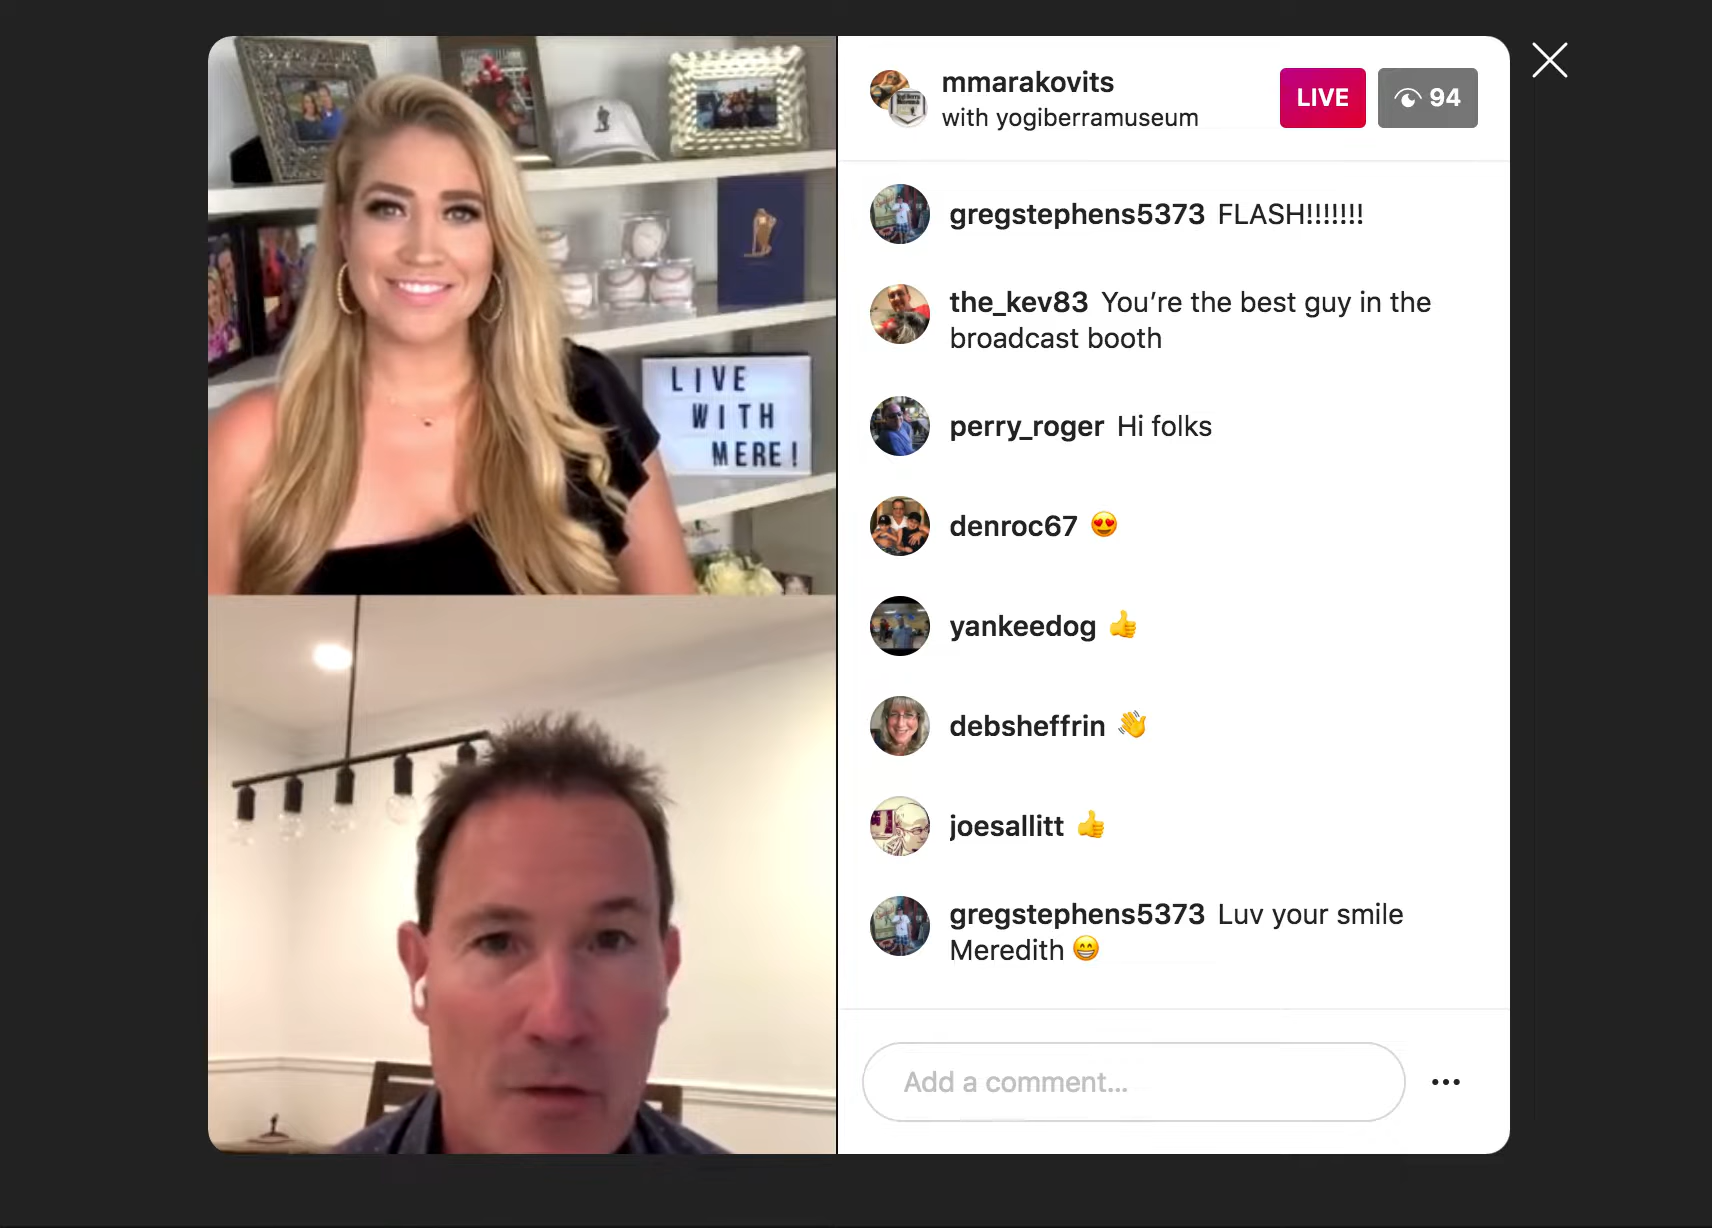 LIVE
WITH
MERE!
mmarakovits
with yogiberramuseum
LIVE
94
gregstephens5373 FLASH!!!!!!!
the_kev83 You’re the best guy in the
broadcast booth
perry_roger Hi folks
denroc67 😍
yankeedog 👍
debsheffrin 👋
joesallitt 👍
gregstephens5373 Luv your smile
Meredith 😁
Add a comment...